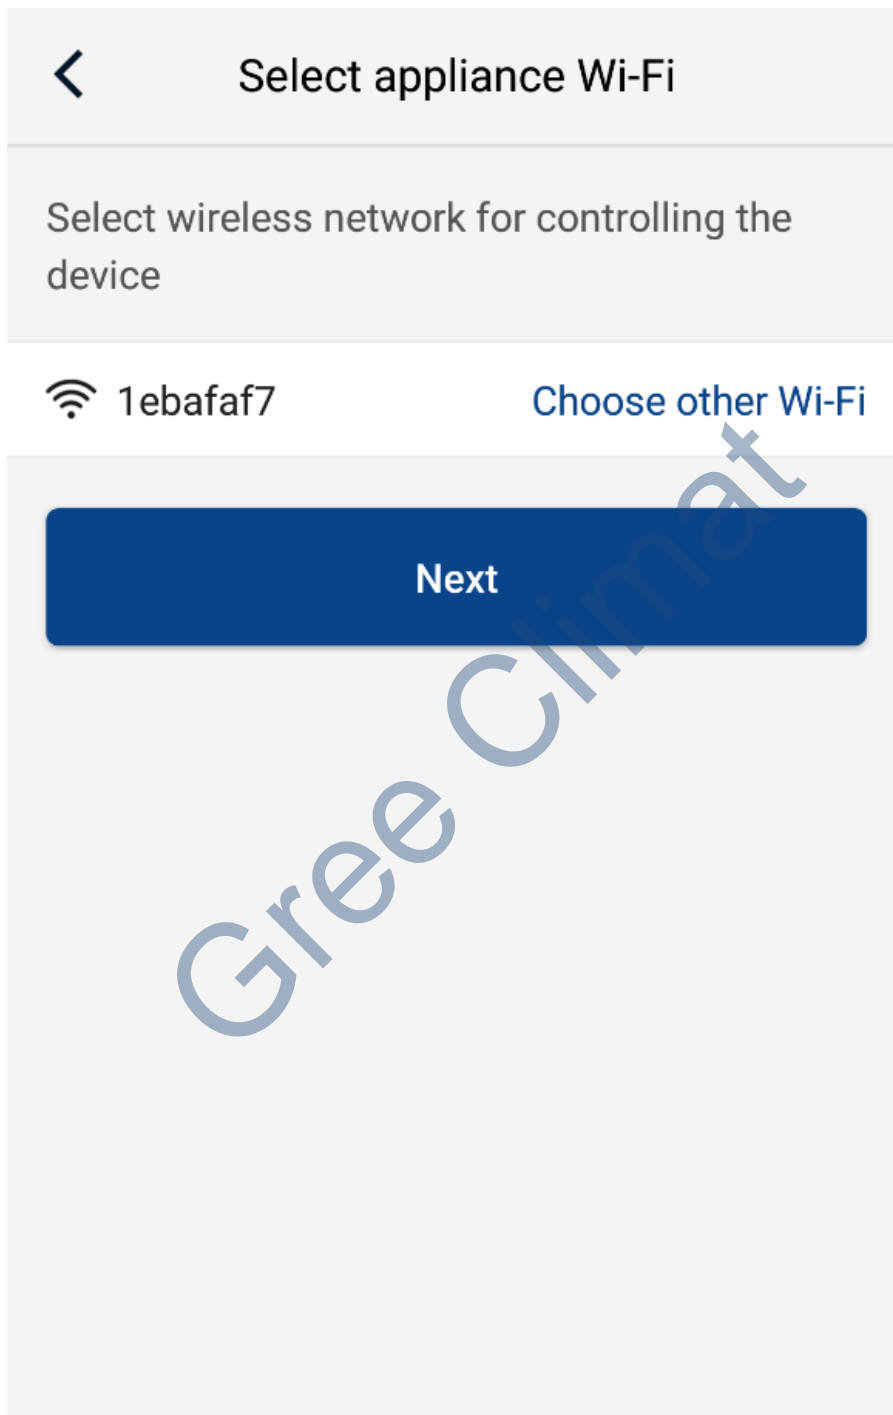 Select appliance Wi-Fi
Select wireless network for controlling the
device
1ebafaf7 Choose other Wi-Fi
Next
Gree Climat